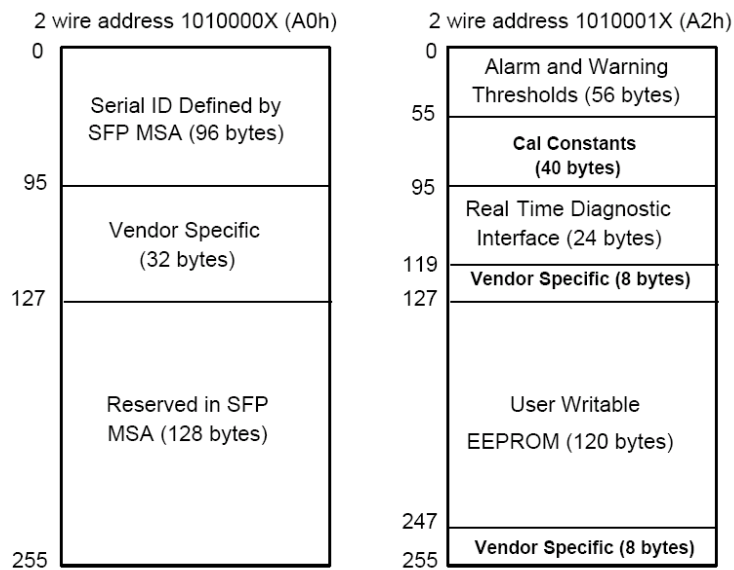 2 wire address 1010000X (A0h)
0
Serial ID Defined by
SFP MSA (96 bytes)
95
Vendor Specific
(32 bytes)
127
Reserved in SFP
MSA (128 bytes)
255
2 wire address 1010001X (A2h)
0
Alarm and Warning
Thresholds (56 bytes)
55
Cal Constants
(40 bytes)
95
Real Time Diagnostic
Interface (24 bytes)
119
Vendor Specific (8 bytes)
127
User Writable
EEPROM (120 bytes)
247
Vendor Specific (8 bytes)
255